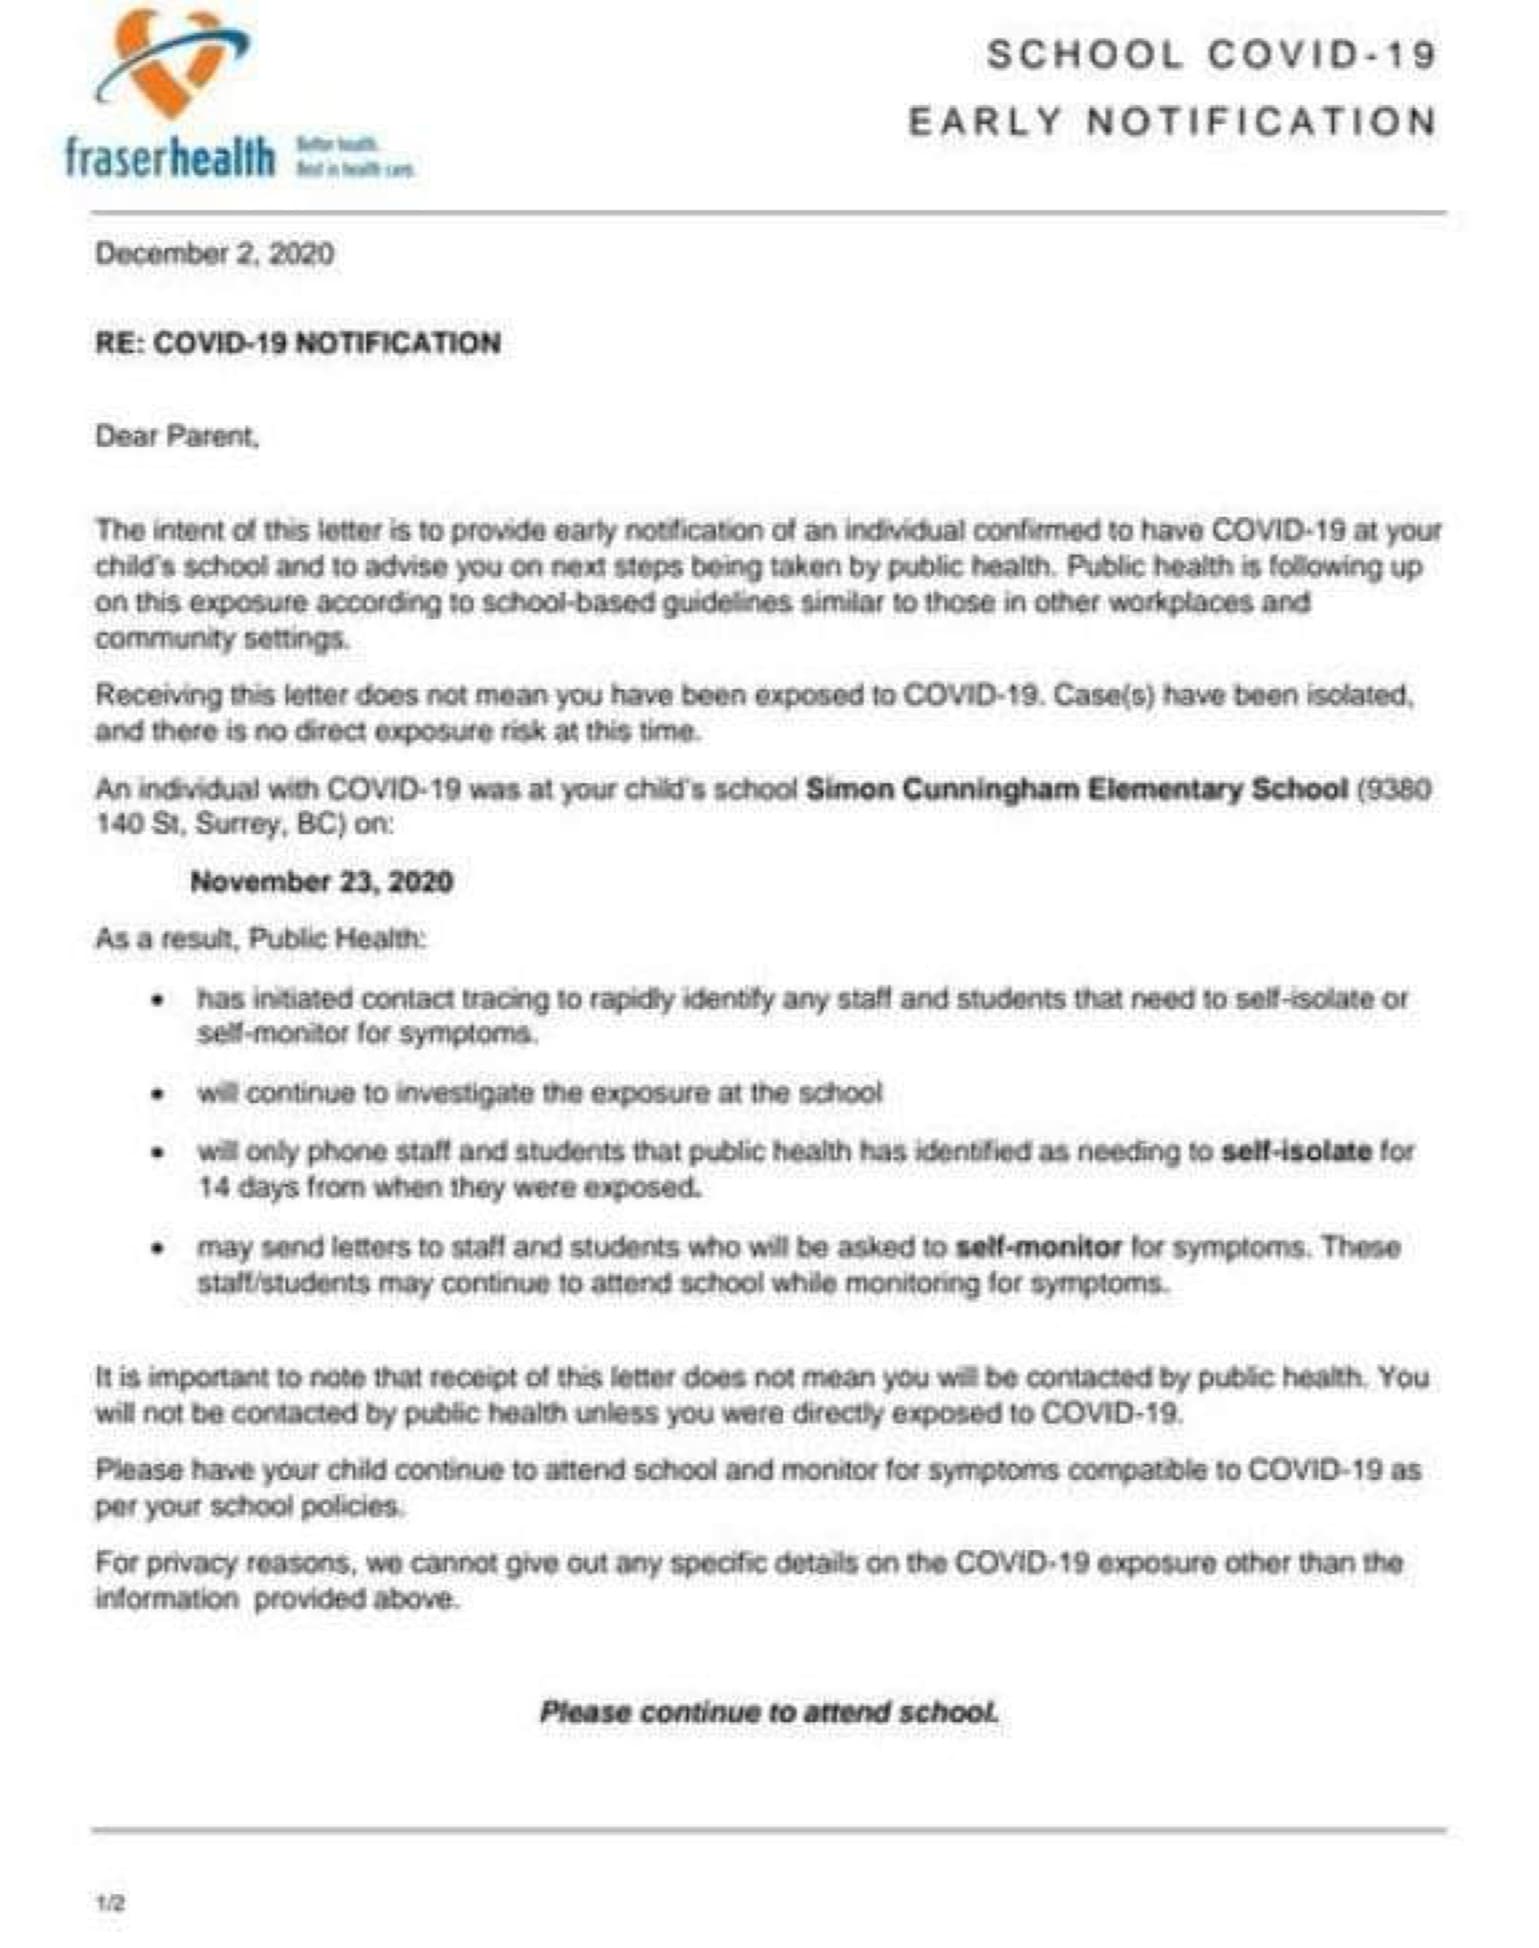 SCHOOL COVID-19
EARLY NOTIFICATION
fraserhealth
Better health.
Best in health care.
December 2, 2020
RE: COVID-19 NOTIFICATION
Dear Parent,
The intent of this letter is to provide early notification of an individual confirmed to have COVID-19 at your
child's school and to advise you on next steps being taken by public health. Public health is following up
on this exposure according to school-based guidelines similar to those in other workplaces and
community settings.
Receiving this letter does not mean you have been exposed to COVID-19. Case(s) have been isolated,
and there is no direct exposure risk at this time.
An individual with COVID-19 was at your child's school Simon Cunningham Elementary School (9380
140 St, Surrey, BC) on:
November 23, 2020
As a result, Public Health:
• has initiated contact tracing to rapidly identify any staff and students that need to self-isolate or
self-monitor for symptoms.
• will continue to investigate the exposure at the school
• will only phone staff and students that public health has identified as needing to self-isolate for
14 days from when they were exposed.
• may send letters to staff and students who will be asked to self-monitor for symptoms. These
staff/students may continue to attend school while monitoring for symptoms.
It is important to note that receipt of this letter does not mean you will be contacted by public health. You
will not be contacted by public health unless you were directly exposed to COVID-19.
Please have your child continue to attend school and monitor for symptoms compatible to COVID-19 as
per your school policies.
For privacy reasons, we cannot give out any specific details on the COVID-19 exposure other than the
information provided above.
Please continue to attend school.
1/2